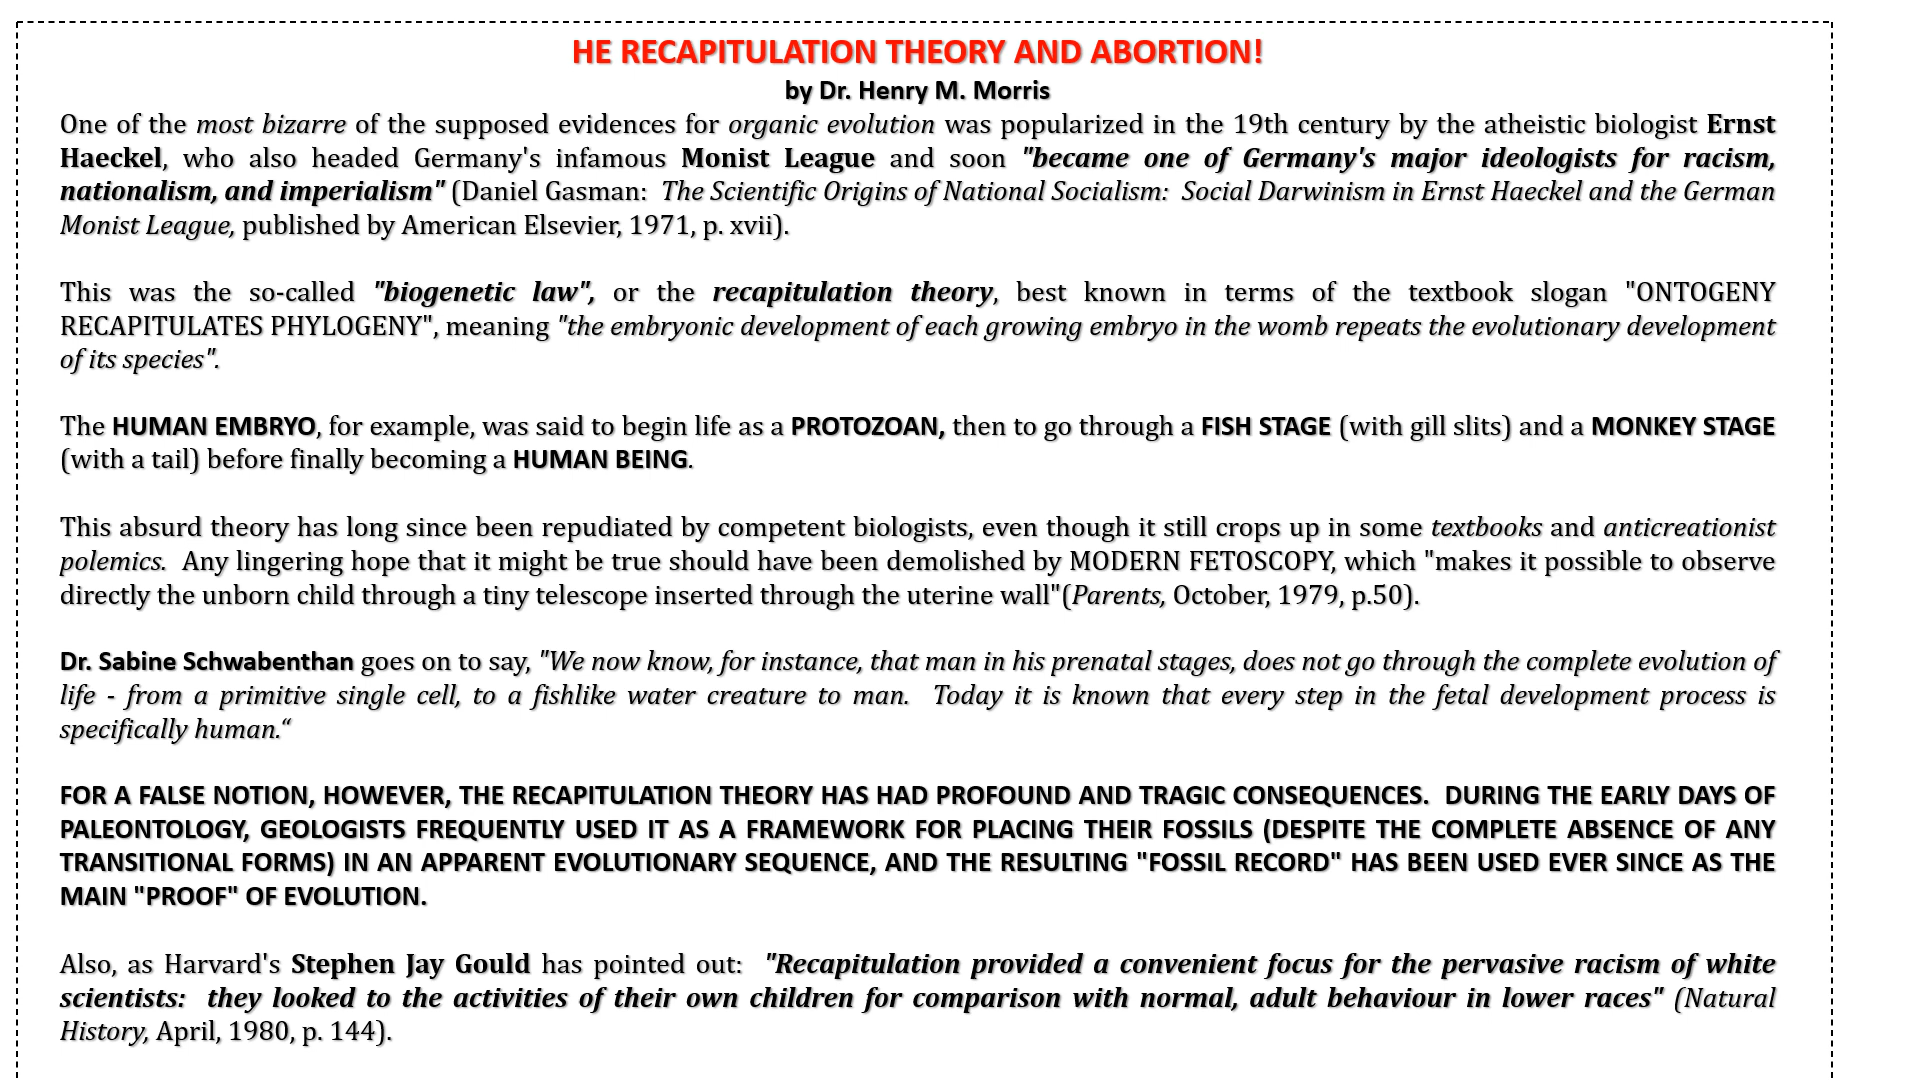 HE RECAPITULATION THEORY AND ABORTION!
by Dr. Henry M. Morris
One of the most bizarre of the supposed evidences for organic evolution was popularized in the 19th century by the atheistic biologist Ernst
Haeckel, who also headed Germany's infamous Monist League and soon "became one of Germany's major ideologists for racism,
nationalism, and imperialism" (Daniel Gasman:  The Scientific Origins of National Socialism:  Social Darwinism in Ernst Haeckel and the German
Monist League, published by American Elsevier, 1971, p. xvii).
This was the so-called "biogenetic law", or the recapitulation theory, best known in terms of the textbook slogan "ONTOGENY
RECAPITULATES PHYLOGENY", meaning "the embryonic development of each growing embryo in the womb repeats the evolutionary development
of its species".
The HUMAN EMBRYO, for example, was said to begin life as a PROTOZOAN, then to go through a FISH STAGE (with gill slits) and a MONKEY STAGE
(with a tail) before finally becoming a HUMAN BEING.
This absurd theory has long since been repudiated by competent biologists, even though it still crops up in some textbooks and anticreationist
polemics.  Any lingering hope that it might be true should have been demolished by MODERN FETOSCOPY, which "makes it possible to observe
directly the unborn child through a tiny telescope inserted through the uterine wall"(Parents, October, 1979, p.50).
Dr. Sabine Schwabenthan goes on to say, "We now know, for instance, that man in his prenatal stages, does not go through the complete evolution of
life - from a primitive single cell, to a fishlike water creature to man.  Today it is known that every step in the fetal development process is
specifically human.“
FOR A FALSE NOTION, HOWEVER, THE RECAPITULATION THEORY HAS HAD PROFOUND AND TRAGIC CONSEQUENCES.  DURING THE EARLY DAYS OF
PALEONTOLOGY, GEOLOGISTS FREQUENTLY USED IT AS A FRAMEWORK FOR PLACING THEIR FOSSILS (DESPITE THE COMPLETE ABSENCE OF ANY
TRANSITIONAL FORMS) IN AN APPARENT EVOLUTIONARY SEQUENCE, AND THE RESULTING "FOSSIL RECORD" HAS BEEN USED EVER SINCE AS THE
MAIN "PROOF" OF EVOLUTION.
Also, as Harvard's Stephen Jay Gould has pointed out:  "Recapitulation provided a convenient focus for the pervasive racism of white
scientists:  they looked to the activities of their own children for comparison with normal, adult behaviour in lower races" (Natural
History, April, 1980, p. 144).